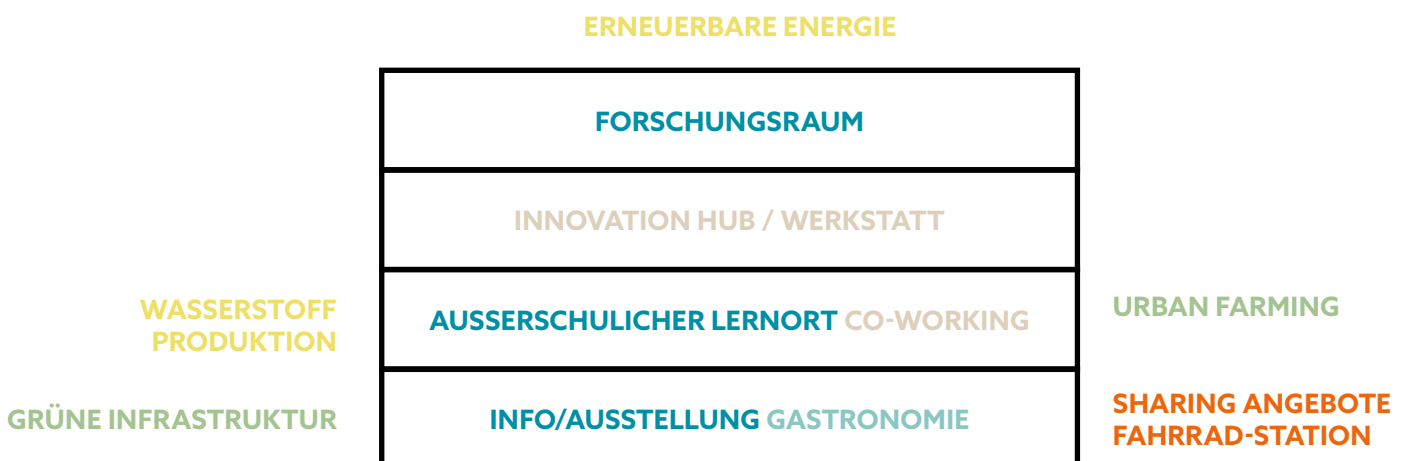 ERNEUERBARE ENERGIE
FORSCHUNGSRAUM
INNOVATION HUB / WERKSTATT
WASSERSTOFF
PRODUKTION
AUSSERSCHULICHER LERNORT CO-WORKING
URBAN FARMING
GRÜNE INFRASTRUKTUR
INFO/AUSSTELLUNG GASTRONOMIE
SHARING ANGEBOTE
FAHRRAD-STATION